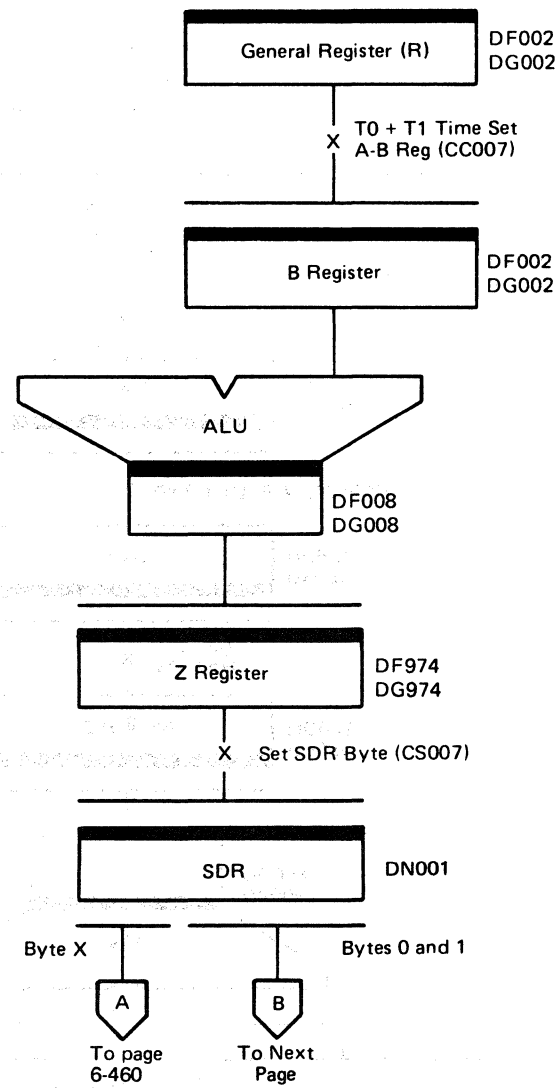 General Register (R)
DF002
DG002
X
T0 + T1 Time Set
A-B Reg (CC007)
B Register
DF002
DG002
ALU
DF008
DG008
Z Register
DF974
DG974
X
Set SDR Byte (CS007)
SDR
DN001
Byte X
Bytes 0 and 1
A
B
To page
6-460
To Next
Page